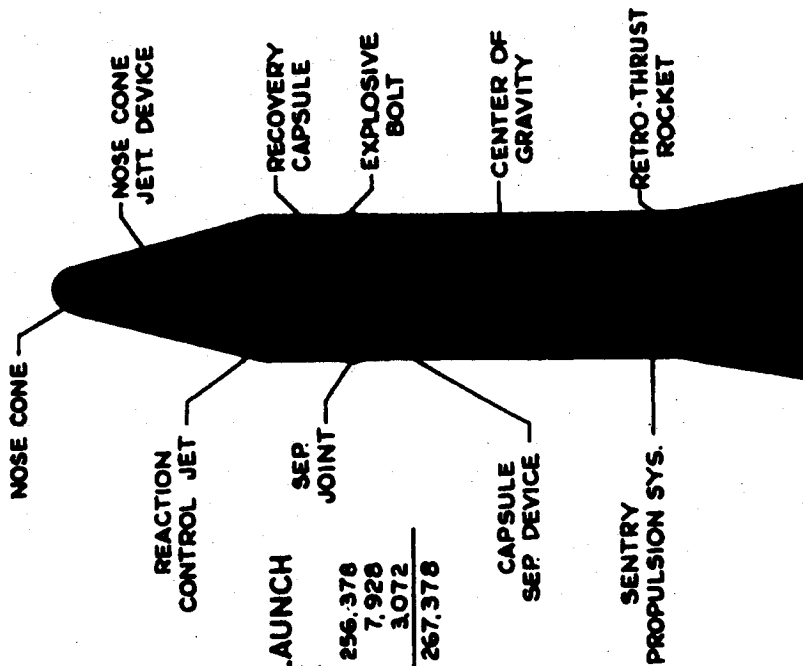 NOSE CONE
NOSE CONE
JETT. DEVICE
REACTION
CONTROL JET
RECOVERY
CAPSULE
SEP.
JOINT
EXPLOSIVE
BOLT
CAPSULE
SEP. DEVICE
CENTER OF
GRAVITY
SENTRY
PROPULSION SYS.
RETRO-THRUST
ROCKET
LAUNCH
256,378
7,928
3,072
267,378